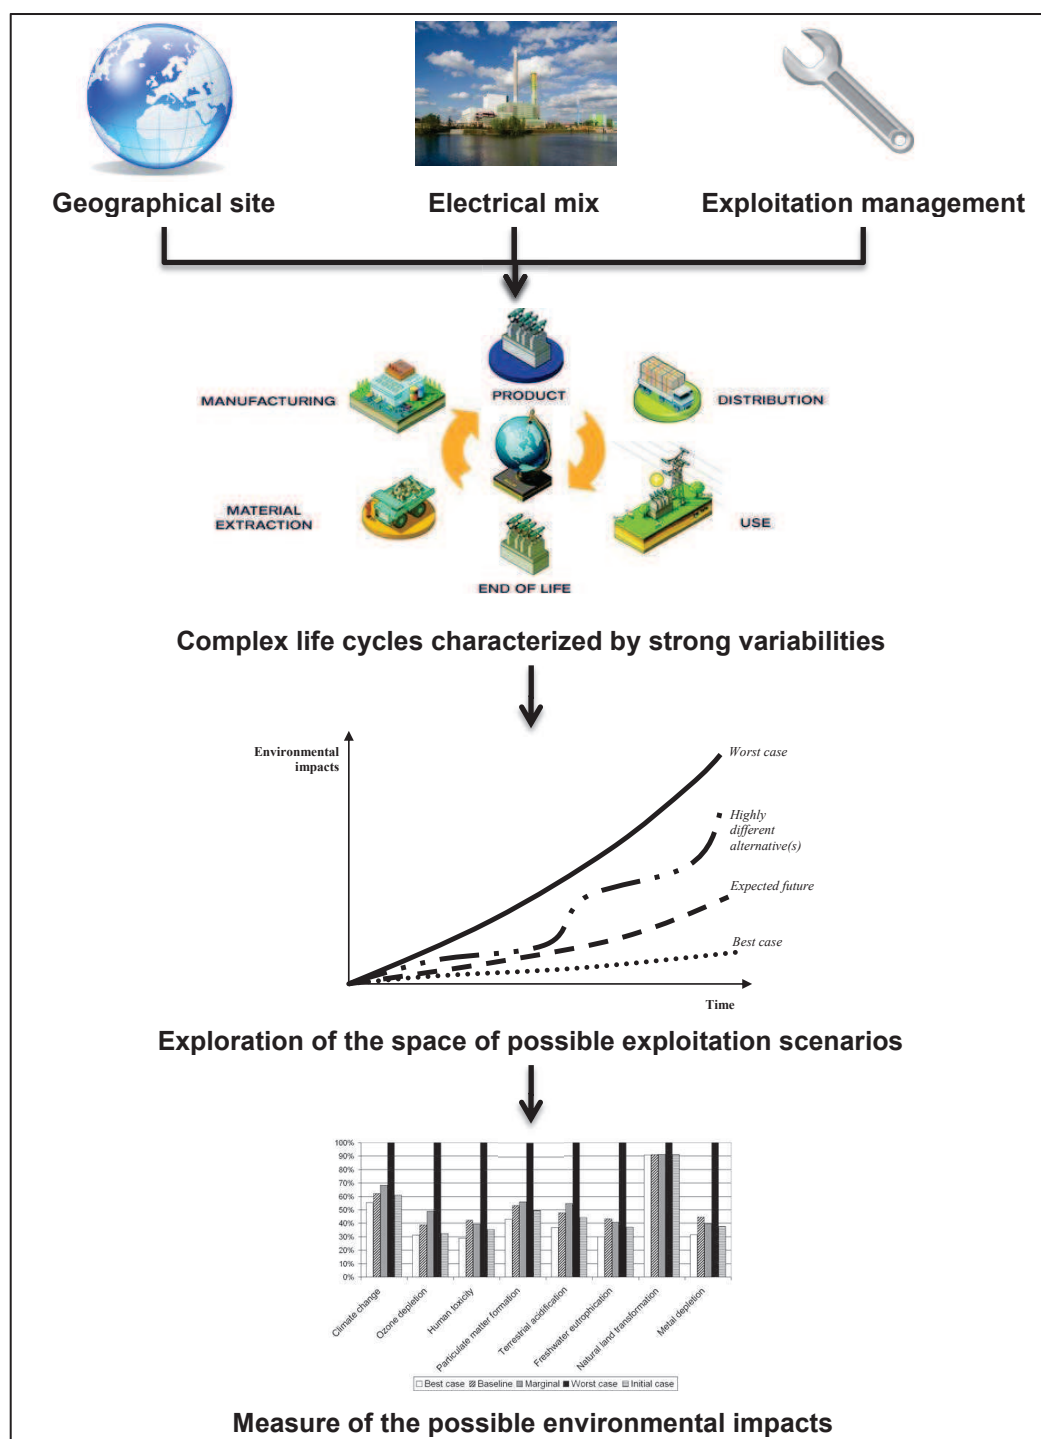 Geographical site
Electrical mix
Exploitation management
PRODUCT
MANUFACTURING
DISTRIBUTION
MATERIAL
EXTRACTION
USE
END OF LIFE
Complex life cycles characterized by strong variabilities
Environmental
impacts
Worst case
Highly
different
alternative(s)
Expected future
Best case
Time
Exploration of the space of possible exploitation scenarios
100%
90%
80%
70%
60%
50%
40%
30%
20%
10%
0%
Climate change
Ozone depletion
Human toxicity
Particulate matter formation
Terrestrial acidification
Freshwater eutrophication
Natural land transformation
Metal depletion
Best case Baseline Marginal Worst case Initial case
Measure of the possible environmental impacts